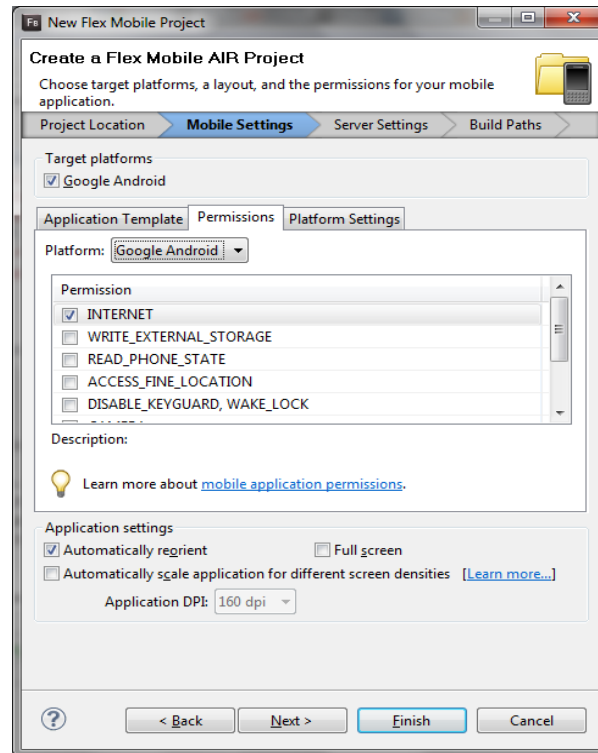 FB New Flex Mobile Project
Create a Flex Mobile AIR Project
Choose target platforms, a layout, and the permissions for your mobile
application.
Project Location Mobile Settings Server Settings Build Paths
Target platforms
Google Android
Application Template Permissions Platform Settings
Platform: Google Android
Permission
INTERNET
WRITE_EXTERNAL_STORAGE
READ_PHONE_STATE
ACCESS_FINE_LOCATION
DISABLE_KEYGUARD, WAKE_LOCK
Description:
Learn more about mobile application permissions.
Application settings
Automatically reorient Full screen
Automatically scale application for different screen densities [Learn more...]
Application DPI: 160 dpi
? < Back Next > Finish Cancel